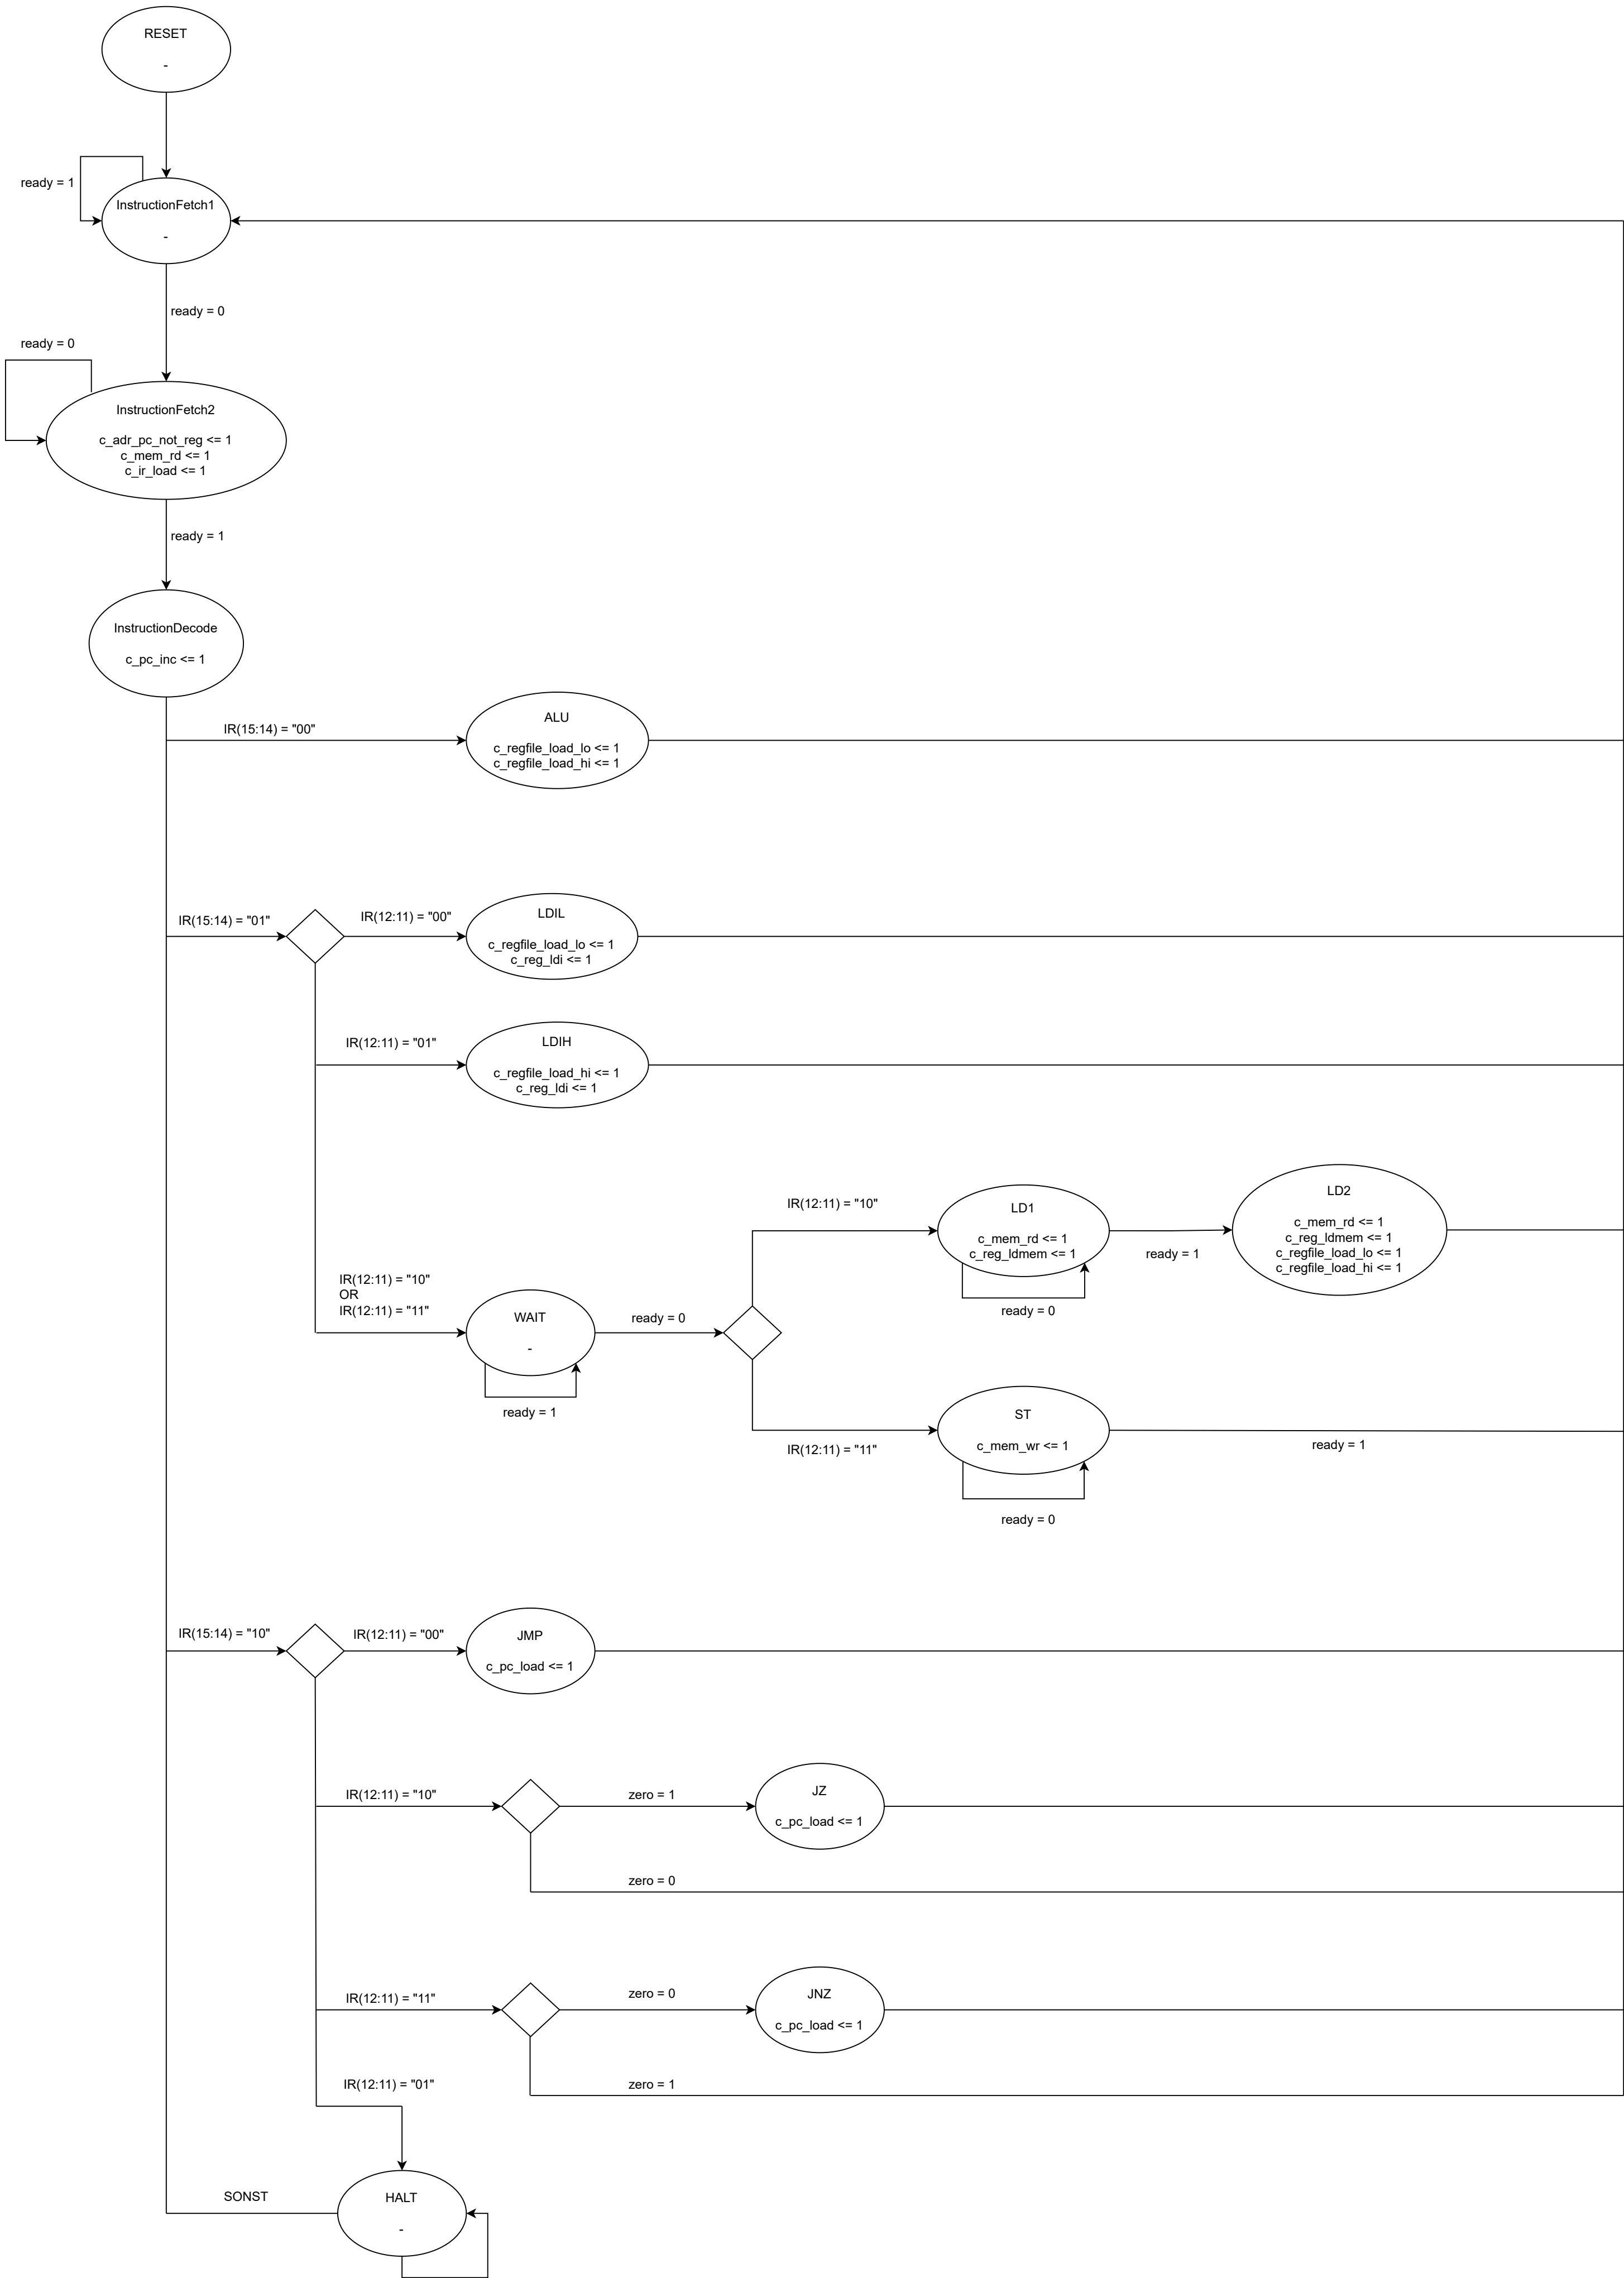 RESET
-
ready = 1
InstructionFetch1
-
ready = 0
ready = 0
InstructionFetch2
c_adr_pc_not_reg <= 1
c_mem_rd <= 1
c_ir_load <= 1
ready = 1
InstructionDecode
c_pc_inc <= 1
IR(15:14) = "00"
ALU
c_regfile_load_lo <= 1
c_regfile_load_hi <= 1
IR(15:14) = "01"
IR(12:11) = "00"
LDIL
c_regfile_load_lo <= 1
c_reg_ldi <= 1
IR(12:11) = "01"
LDIH
c_regfile_load_hi <= 1
c_reg_ldi <= 1
IR(12:11) = "10"
OR
IR(12:11) = "11"
WAIT
-
ready = 1
ready = 0
IR(12:11) = "10"
LD1
c_mem_rd <= 1
c_reg_ldmem <= 1
ready = 0
ready = 1
LD2
c_mem_rd <= 1
c_reg_ldmem <= 1
c_regfile_load_lo <= 1
c_regfile_load_hi <= 1
IR(12:11) = "11"
ST
c_mem_wr <= 1
ready = 0
ready = 1
IR(15:14) = "10"
IR(12:11) = "00"
JMP
c_pc_load <= 1
IR(12:11) = "10"
zero = 1
JZ
c_pc_load <= 1
zero = 0
IR(12:11) = "11"
zero = 0
JNZ
c_pc_load <= 1
zero = 1
IR(12:11) = "01"
SONST
HALT
-